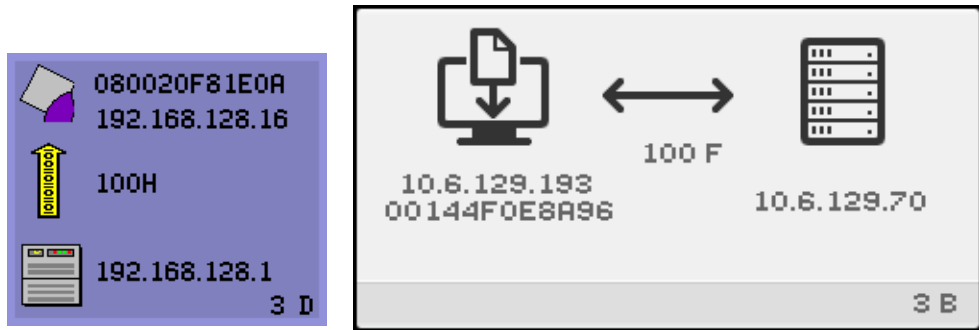 080020F81E0A
192.168.128.16
100H
192.168.128.1
3 D
100 F
10.6.129.193
00144F0E8A96
10.6.129.70
3 B